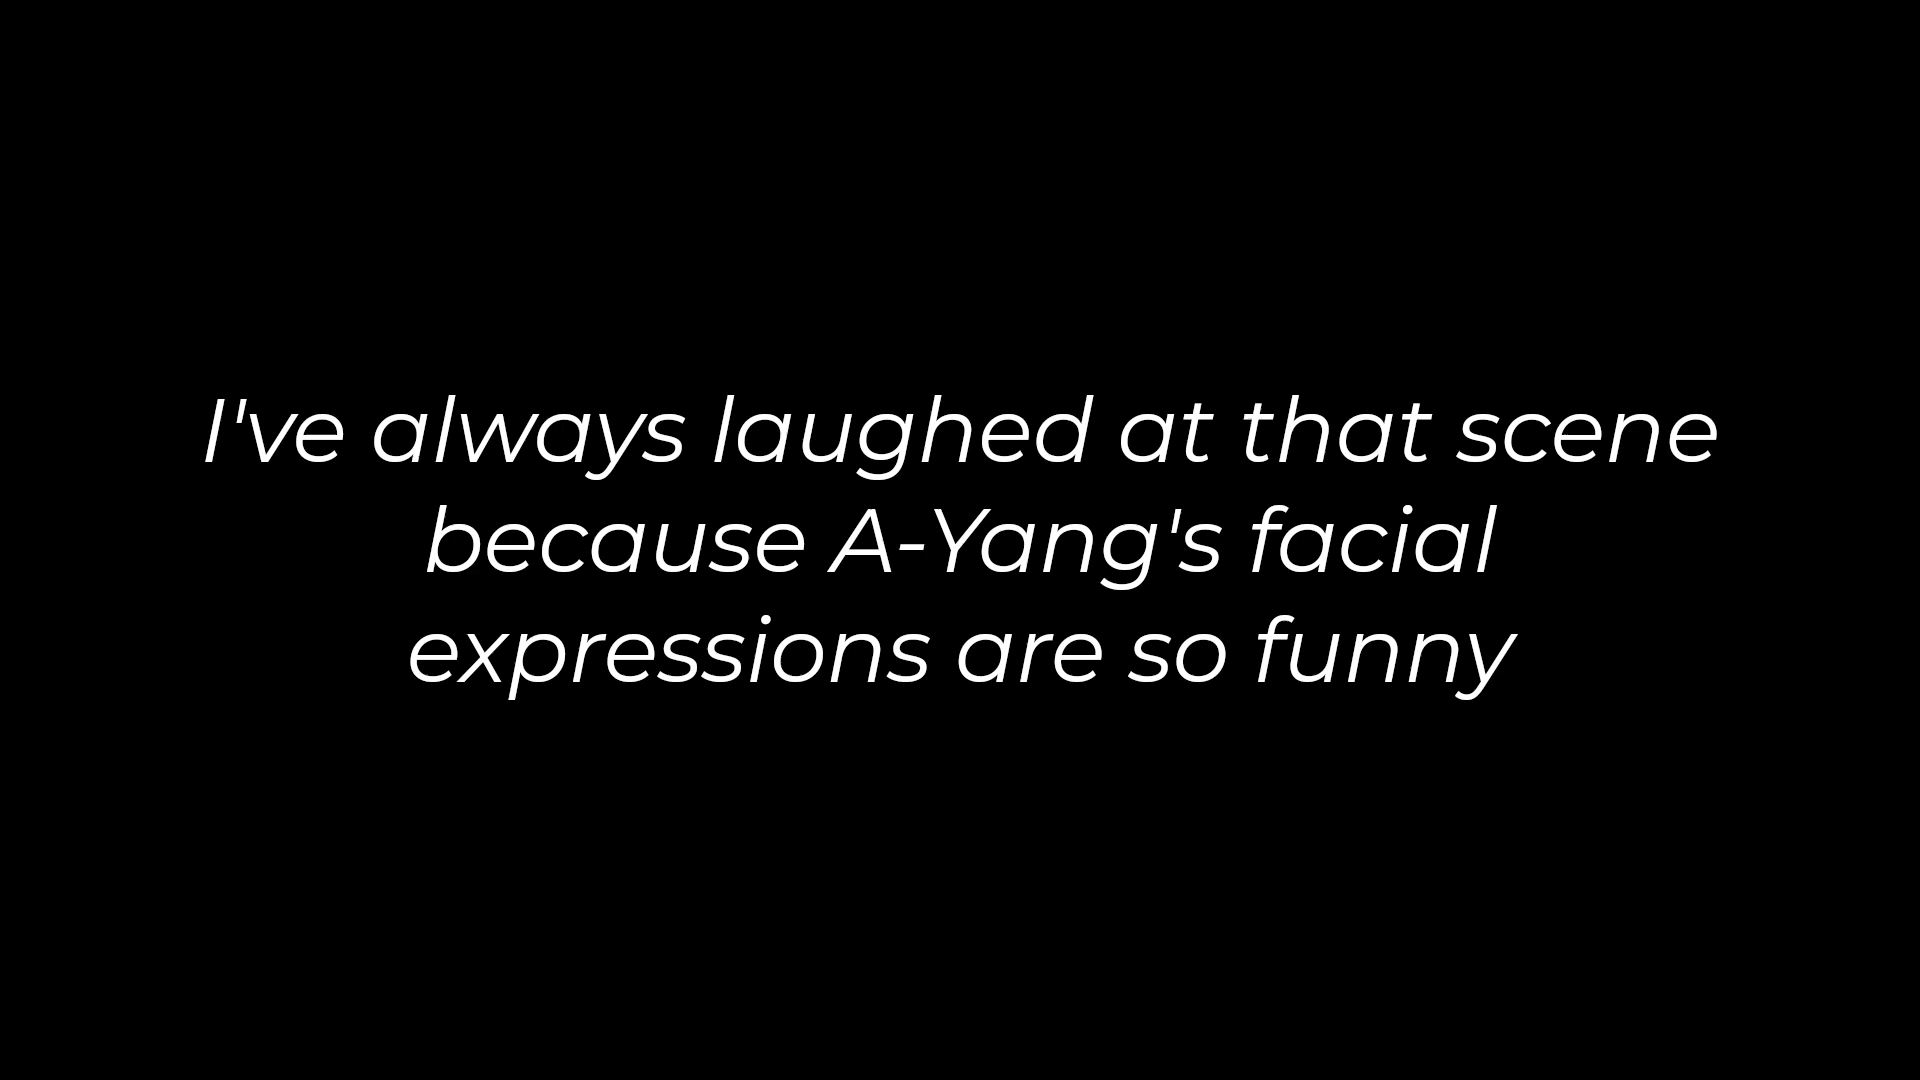 I've always laughed at that scene
because A-Yang's facial
expressions are so funny